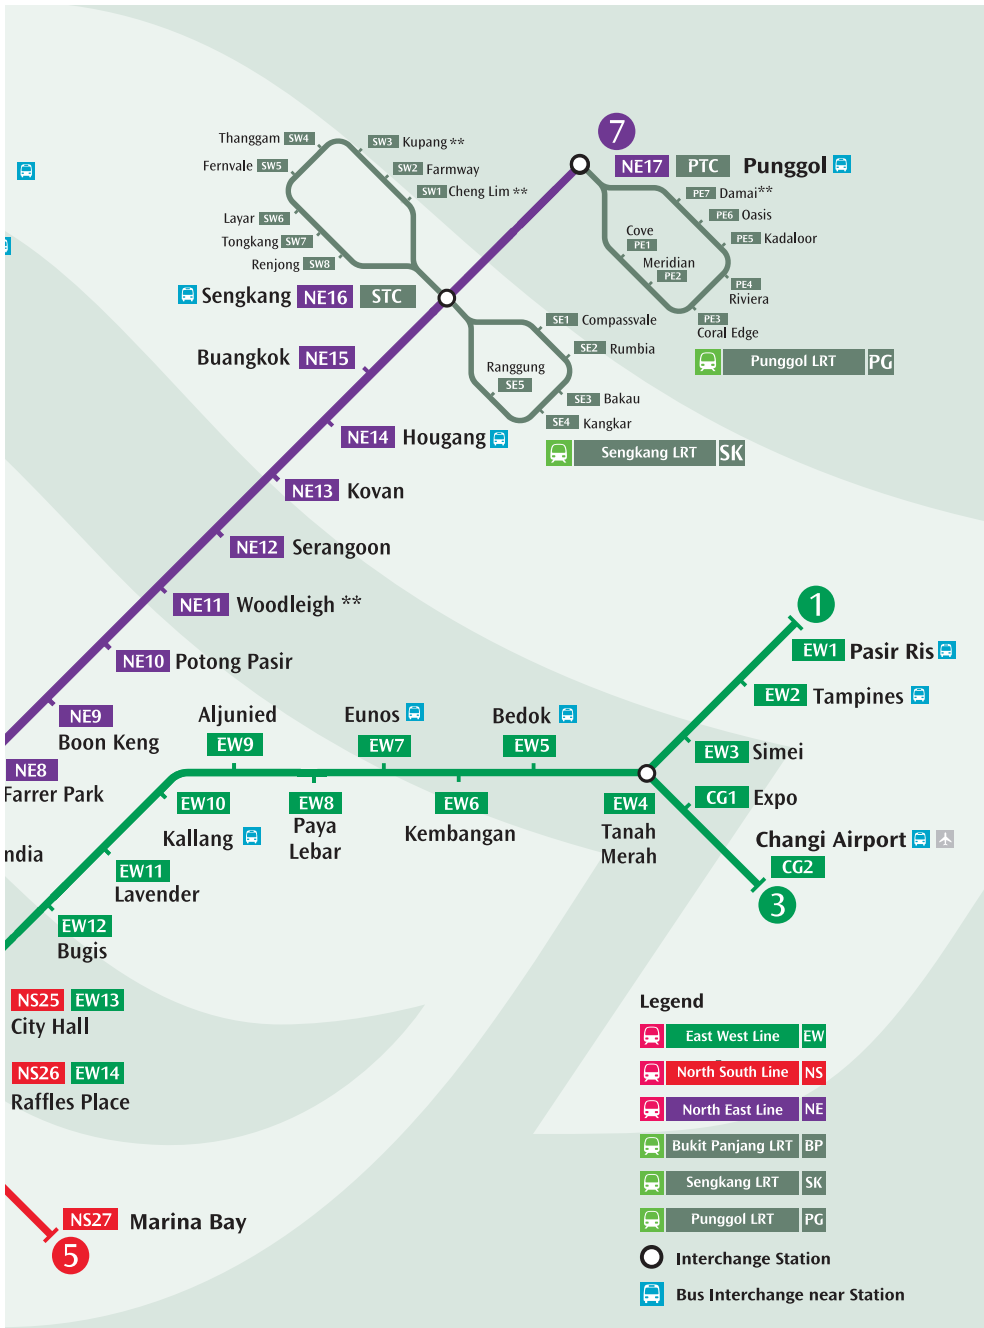 7
NE17 PTC Punggol
Thanggam SW4
SW3 Kupang **
Fernvale SW5
SW2 Farmway
SW1 Cheng Lim **
Layar SW6
Tongkang SW7
Renjong SW8
PE7 Damai**
PE6 Oasis
PE5 Kadaloor
Cove
PE1
Meridian
PE2
PE4
Riviera
PE3
Coral Edge
Punggol LRT PG
Sengkang NE16 STC
SE1 Compassvale
SE2 Rumbia
Ranggung
SE5
SE3 Bakau
SE4 Kangkar
Sengkang LRT SK
Buangkok NE15
NE14 Hougang
NE13 Kovan
NE12 Serangoon
NE11 Woodleigh **
NE10 Potong Pasir
NE9
Boon Keng
NE8
Farrer Park
ndia
1
EW1 Pasir Ris
EW2 Tampines
EW3 Simei
CG1 Expo
Changi Airport
CG2
3
Aljunied
EW9
Eunos
EW7
Bedok
EW5
EW10
Kallang
EW8
Paya
Lebar
EW6
Kembangan
EW4
Tanah
Merah
EW11
Lavender
EW12
Bugis
NS25 EW13
City Hall
NS26 EW14
Raffles Place
NS27 Marina Bay
5
Legend
East West Line EW
North South Line NS
North East Line NE
Bukit Panjang LRT BP
Sengkang LRT SK
Punggol LRT PG
Interchange Station
Bus Interchange near Station